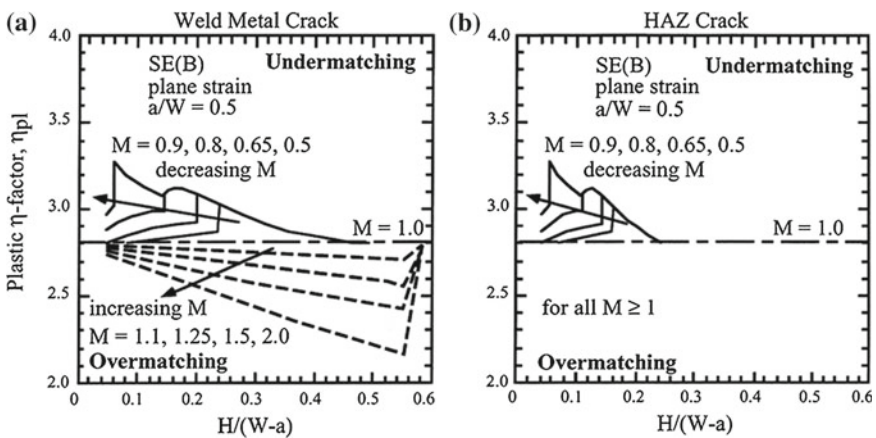 (a)
Weld Metal Crack
4.0
3.5
3.0
2.5
2.0
Plastic η-factor, ηpl
SE(B)
plane strain
a/W = 0.5
Undermatching
M = 0.9, 0.8, 0.65, 0.5
decreasing M
M = 1.0
increasing M
M = 1.1, 1.25, 1.5, 2.0
Overmatching
0 0.1 0.2 0.3 0.4 0.5 0.6
H/(W-a)
(b)
HAZ Crack
4.0
3.5
3.0
2.5
2.0
SE(B)
plane strain
a/W = 0.5
Undermatching
M = 0.9, 0.8, 0.65, 0.5
decreasing M
M = 1.0
for all M ≥ 1
Overmatching
0 0.1 0.2 0.3 0.4 0.5 0.6
H/(W-a)